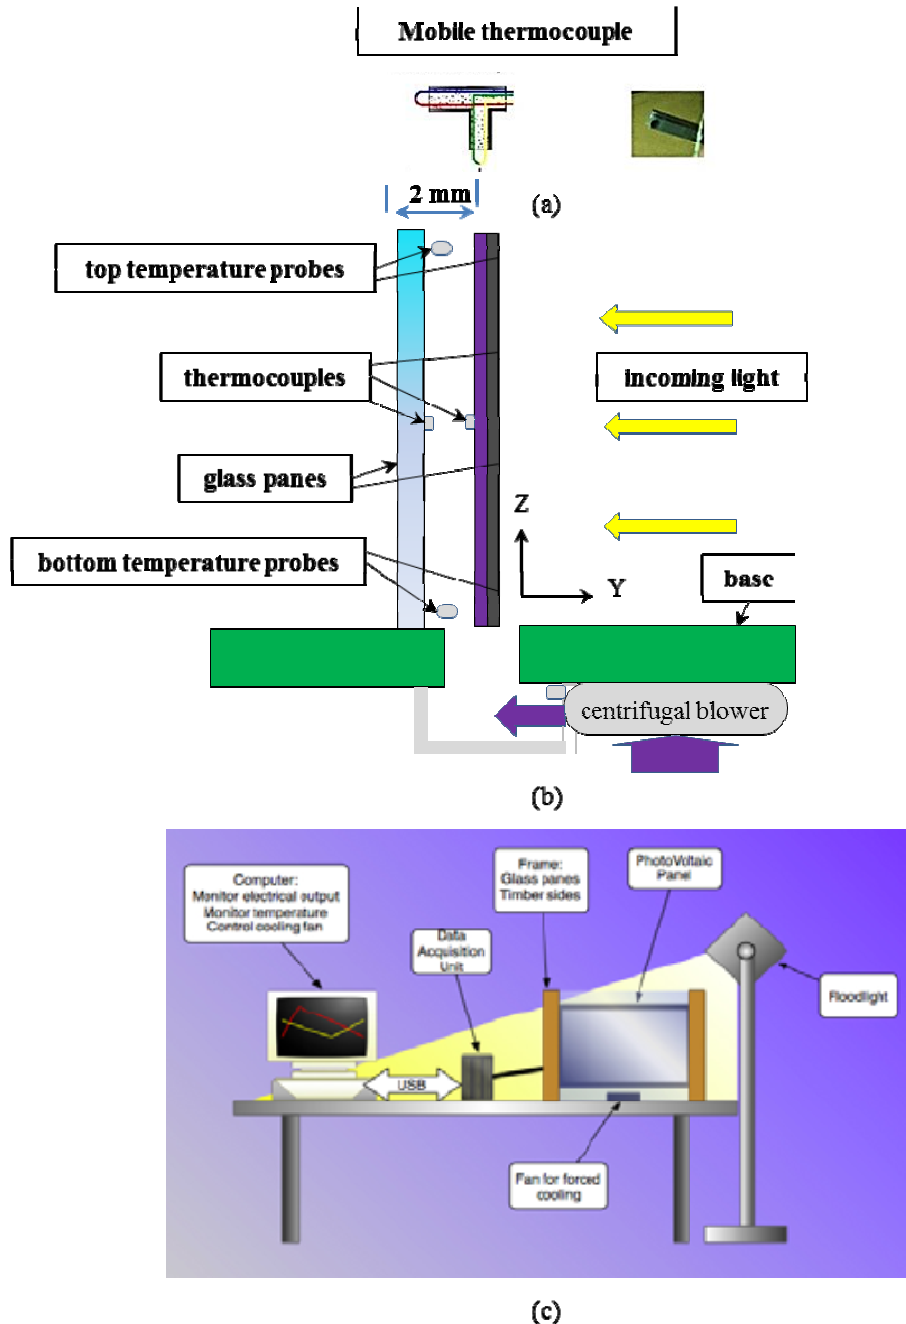 Mobile thermocouple
2 mm
(a)
top temperature probes
thermocouples
incoming light
glass panes
Z
bottom temperature probes
Y
basc
centrifugal blower
(b)
Frame:
Glass panes
Timber sides
PhotoVoltaic
Panel
Computer:
Monitor electrical output
Monitor temperature
Control cooling fan
Data
Acquisition
Unit
Floodlight
USB
Fan for forced
cooling
(c)